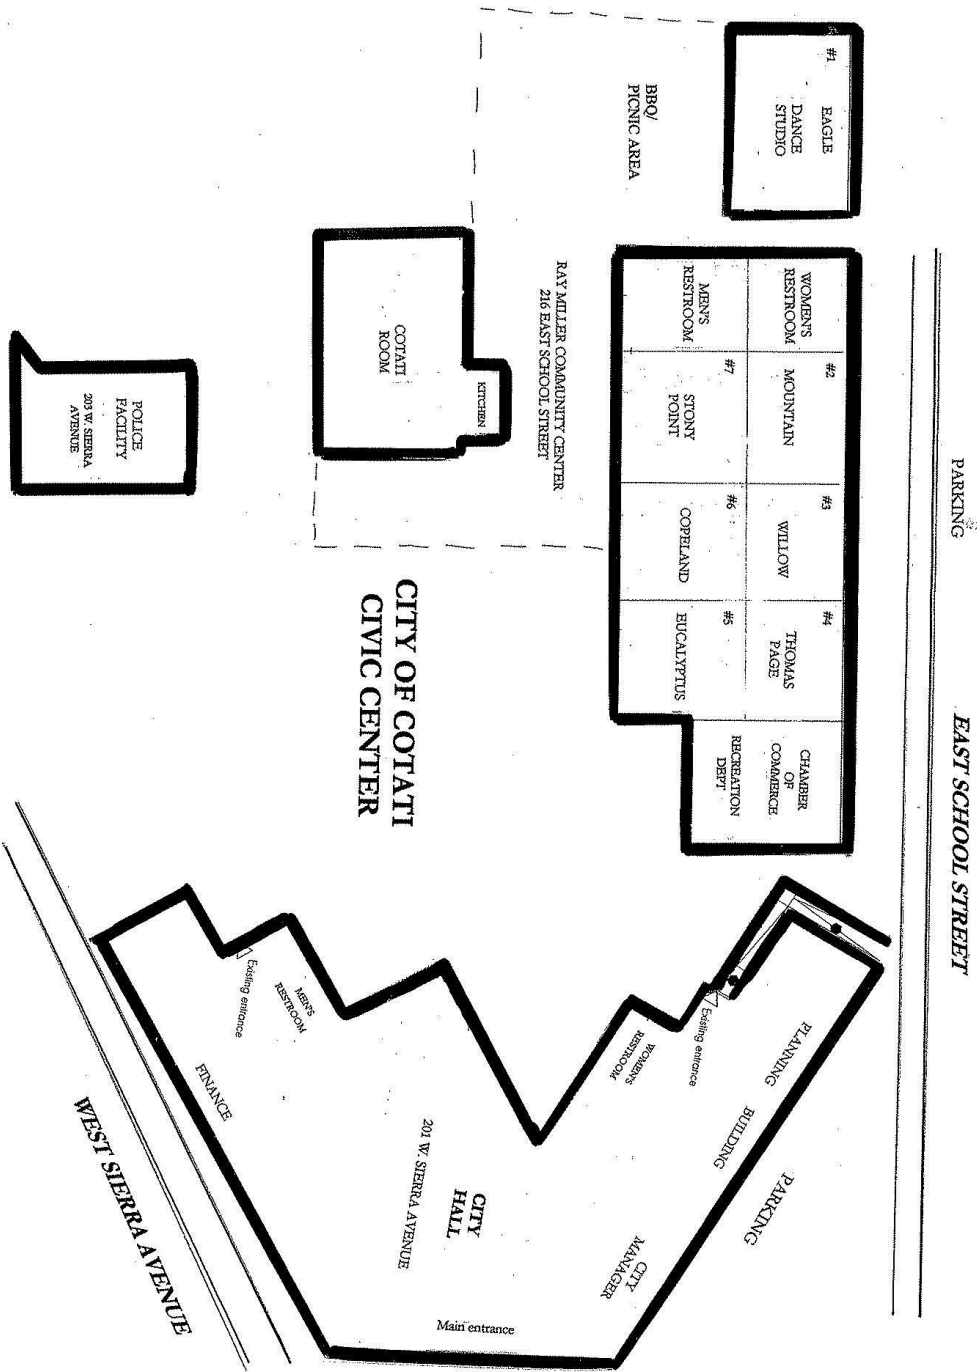 EAST SCHOOL STREET
PARKING
#1
EAGLE
DANCE
STUDIO
WOMEN'S
RESTROOM
#2
MOUNTAIN
#3
WILLOW
#4
THOMAS
PAGE
CHAMBER
OF
COMMERCE
RECREATION
DEPT
MEN'S
RESTROOM
#7
STONY
POINT
#6
COPELAND
#5
EUCALYPTUS
BBQ/
PICNIC AREA
RAY MILLER COMMUNITY CENTER
216 EAST SCHOOL STREET
KITCHEN
COTATI
ROOM
CITY OF COTATI
CIVIC CENTER
POLICE
FACILITY
203 W. SIERRA
AVENUE
PLANNING
BUILDING
PARKING
Existing entrance
WOMEN'S
RESTROOM
CITY
MANAGER
CITY
HALL
201 W. SIERRA AVENUE
Main entrance
MEN'S
RESTROOM
Existing entrance
FINANCE
WEST SIERRA AVENUE